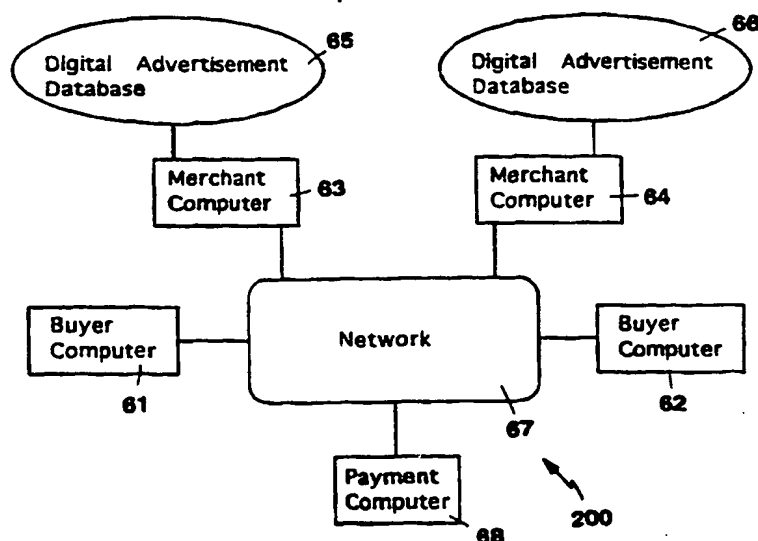 65
Digital Advertisement
Database
66
Digital Advertisement
Database
Merchant
Computer
63
Merchant
Computer
64
Buyer
Computer
61
Network
67
Buyer
Computer
62
Payment
Computer
68
200